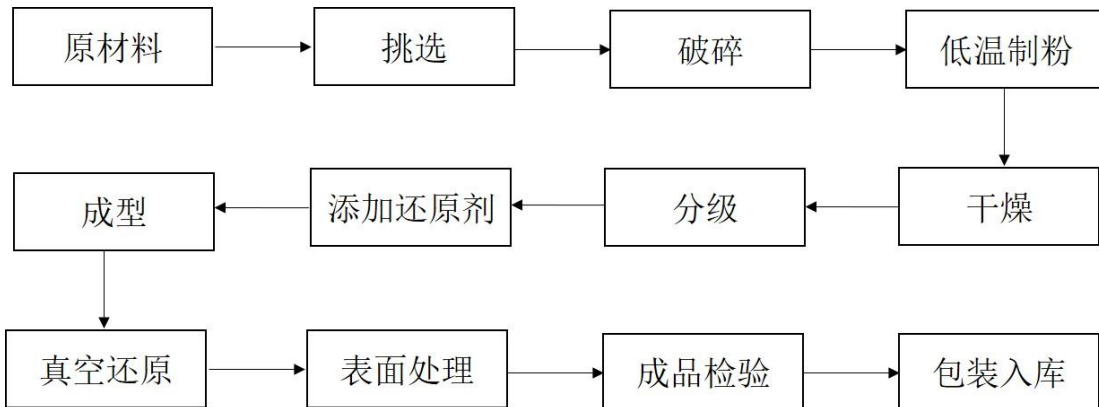 原材料
挑选
破碎
低温制粉
干燥
分级
添加还原剂
成型
真空还原
表面处理
成品检验
包装入库